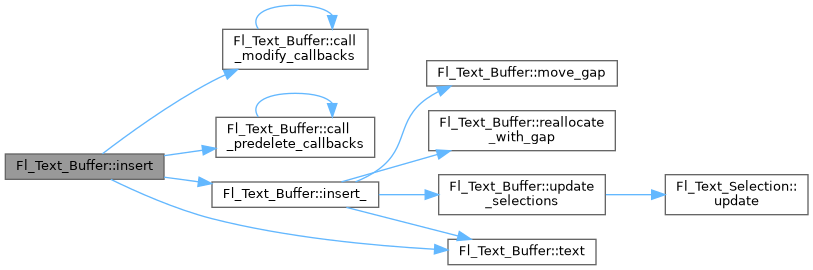 Fl_Text_Buffer::call
_modify_callbacks
Fl_Text_Buffer::move_gap
Fl_Text_Buffer::call
_predelete_callbacks
Fl_Text_Buffer::reallocate
_with_gap
Fl_Text_Buffer::insert
Fl_Text_Buffer::insert_
Fl_Text_Buffer::update
_selections
Fl_Text_Selection::
update
Fl_Text_Buffer::text